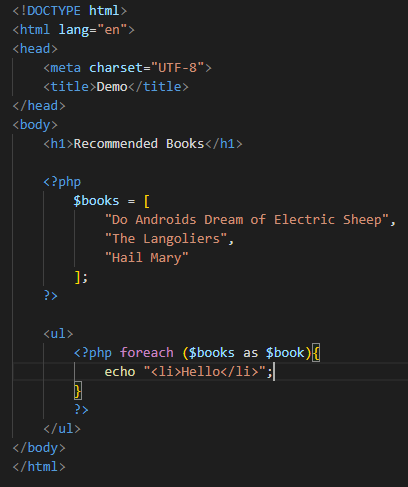 <!DOCTYPE html>
<html lang="en">
<head>
    <meta charset="UTF-8">
    <title>Demo</title>
</head>
<body>
    <h1>Recommended Books</h1>

    <?php
        $books = [
            "Do Androids Dream of Electric Sheep",
            "The Langoliers",
            "Hail Mary"
        ];
    ?>

    <ul>
        <?php foreach ($books as $book){
            echo "<li>Hello</li>";
        }
        ?>
    </ul>
</body>
</html>